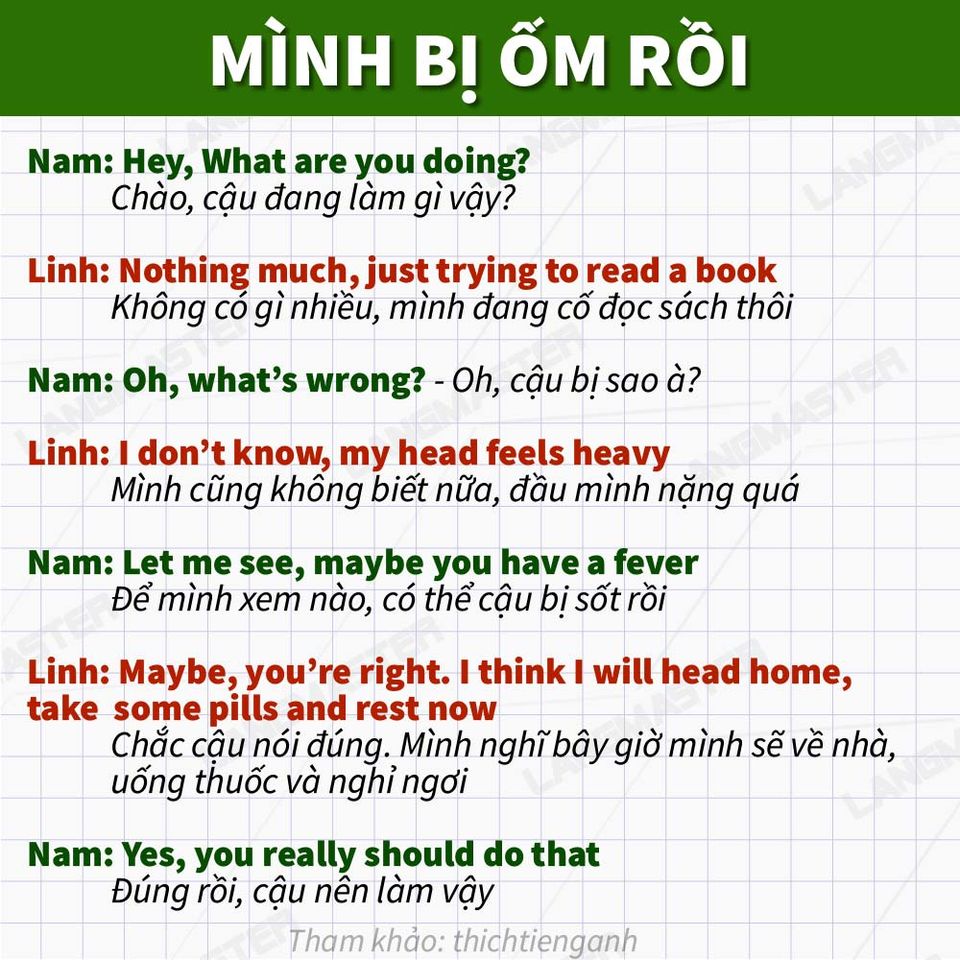 MÌNH BỊ ỐM RỒI
Nam: Hey, What are you doing?
Chào, cậu đang làm gì vậy?
Linh: Nothing much, just trying to read a book
Không có gì nhiều, mình đang cố đọc sách thôi
Nam: Oh, what's wrong? - Oh, cậu bị sao à?
Linh: I don't know, my head feels heavy
Mình cũng không biết nữa, đầu mình nặng quá
Nam: Let me see, maybe you have a fever
Để mình xem nào, có thể cậu bị sốt rồi
Linh: Maybe, you're right. I think I will head home,
take some pills and rest now
Chắc cậu nói đúng. Mình nghĩ bây giờ mình sẽ về nhà,
uống thuốc và nghỉ ngơi
Nam: Yes, you really should do that
Đúng rồi, cậu nên làm vậy
Tham khảo: thichtienganh
LANGMASTER